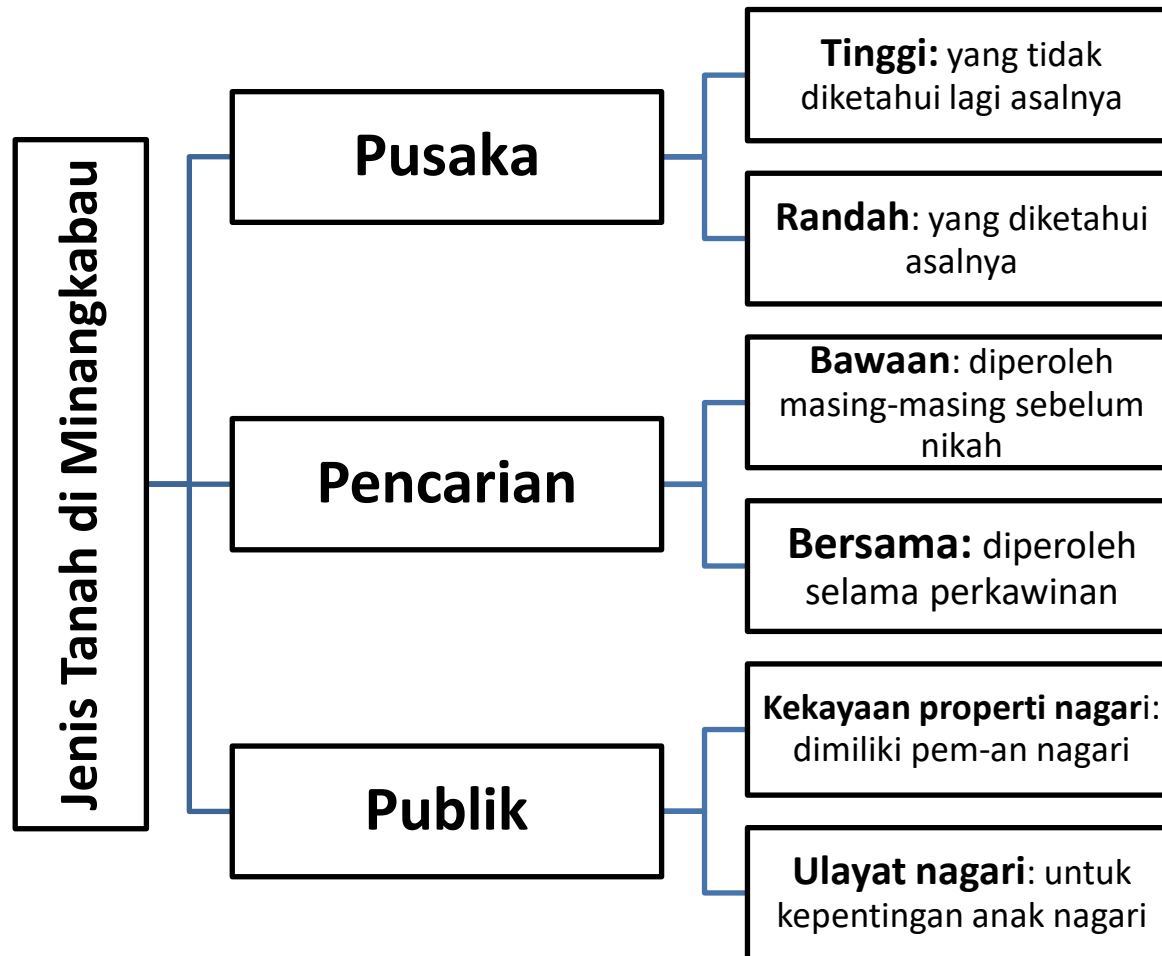 Jenis Tanah di Minangkabau
Pusaka
Tinggi: yang tidak
diketahui lagi asalnya
Randah: yang diketahui
asalnya
Pencarian
Bawaan: diperoleh
masing-masing sebelum
nikah
Bersama: diperoleh
selama perkawinan
Publik
Kekayaan properti nagari:
dimiliki pem-an nagari
Ulayat nagari: untuk
kepentingan anak nagari